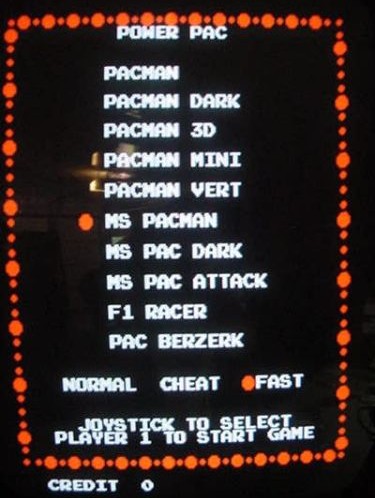 POWER PAC
PACMAN
PACMAN DARK
PACMAN 3D
PACMAN MINI
PACMAN VERT
MS PACMAN
MS PAC DARK
MS PAC ATTACK
F1 RACER
PAC BERZERK
NORMAL CHEAT FAST
JOYSTICK TO SELECT
PLAYER 1 TO START GAME
CREDIT 0